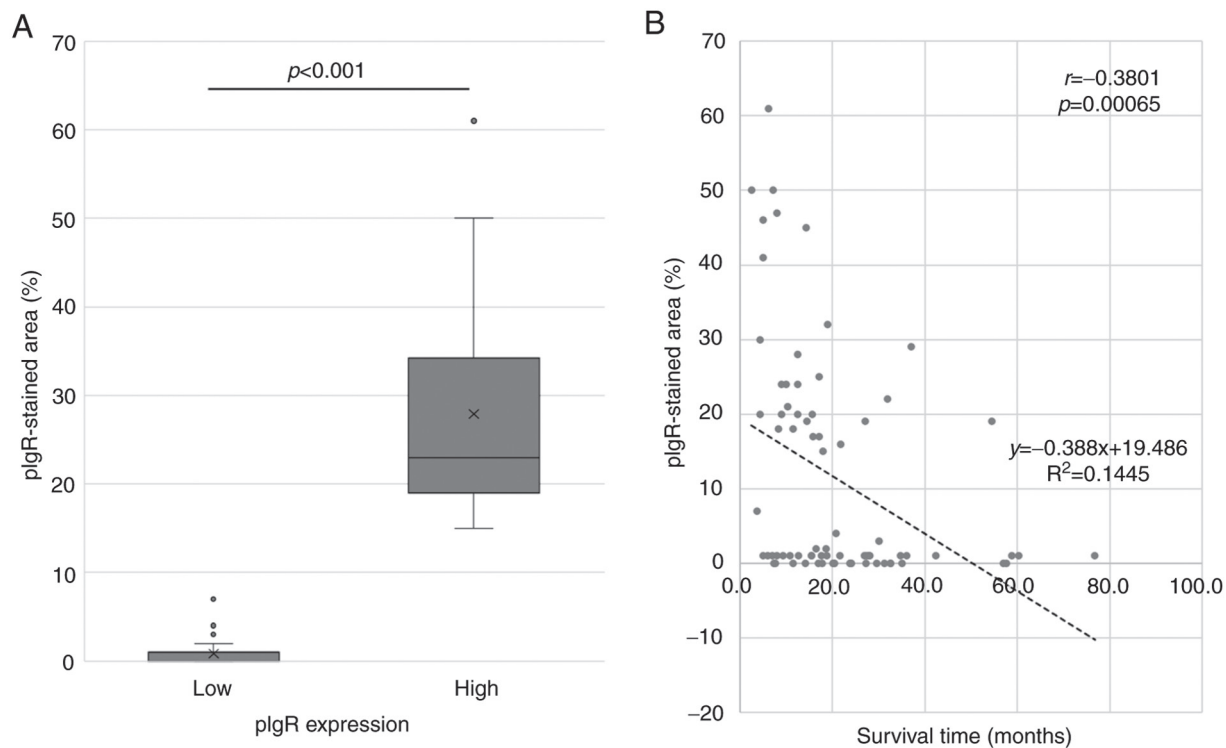 A
70
60
50
40
30
20
10
0
pIgR-stained area (%)
p<0.001
Low
High
pIgR expression
B
70
60
50
40
30
20
10
0
−10
−20
pIgR-stained area (%)
r=−0.3801
p=0.00065
y=−0.388x+19.486
R²=0.1445
0.0
20.0
40.0
60.0
80.0
100.0
Survival time (months)